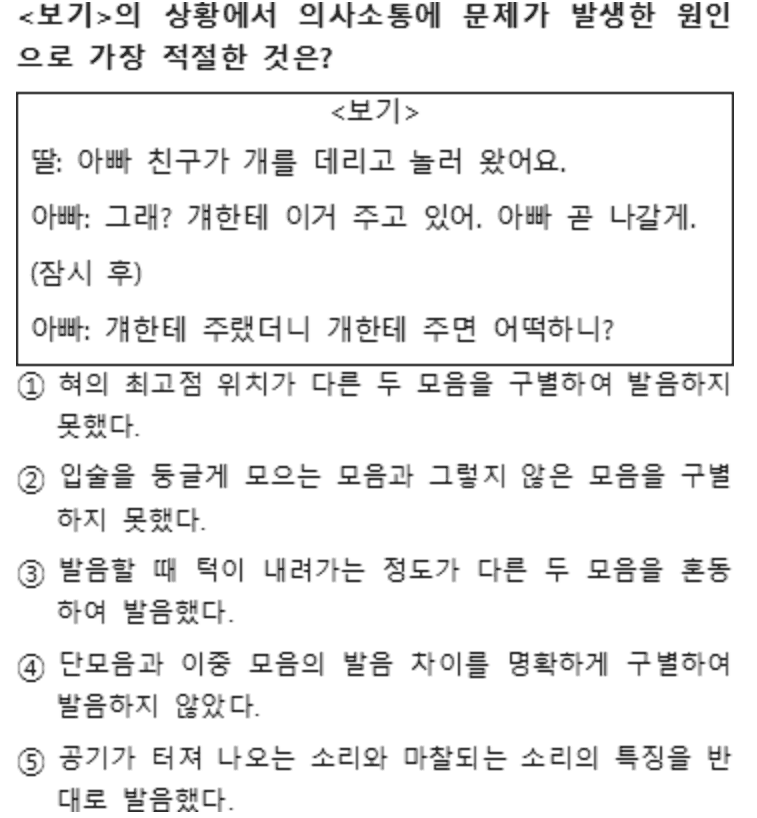 <보기>의 상황에서 의사소통에 문제가 발생한 원인
으로 가장 적절한 것은?
<보기>
딸: 아빠 친구가 개를 데리고 놀러 왔어요.
아빠: 그래? 걔한테 이거 주고 있어. 아빠 곧 나갈게.
(잠시 후)
아빠: 걔한테 주랬더니 개한테 주면 어떡하니?
① 혀의 최고점 위치가 다른 두 모음을 구별하여 발음하지
못했다.
② 입술을 둥글게 모으는 모음과 그렇지 않은 모음을 구별
하지 못했다.
③ 발음할 때 턱이 내려가는 정도가 다른 두 모음을 혼동
하여 발음했다.
④ 단모음과 이중 모음의 발음 차이를 명확하게 구별하여
발음하지 않았다.
⑤ 공기가 터져 나오는 소리와 마찰되는 소리의 특징을 반
대로 발음했다.